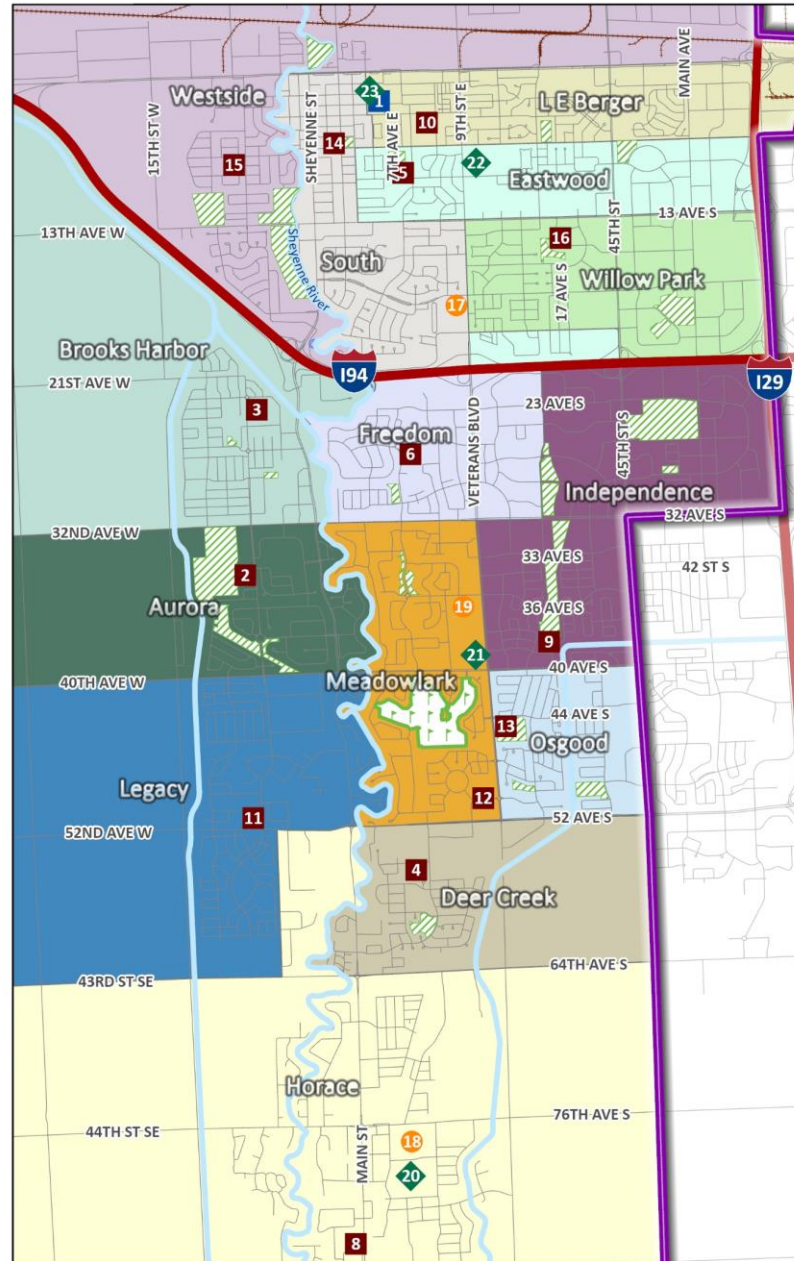 MAIN AVE
Westside
23
1
9TH ST E
L E Berger
15TH ST W
SHEYENNE ST
7TH AVE E
10
14
15
5
22
Eastwood
45TH ST
13 AVE S
13TH AVE W
Sheyenne River
16
South
17 AVE S
Willow Park
17
Brooks Harbor
I94
I29
21ST AVE W
3
VETERANS BLVD
23 AVE S
45TH ST S
Freedom
6
Independence
32 AVE S
32ND AVE W
33 AVE S
42 ST S
2
Aurora
19
36 AVE S
9
21
40 AVE S
40TH AVE W
Meadowlark
44 AVE S
13
Osgood
Legacy
12
11
52 AVE S
52ND AVE W
4
Deer Creek
64TH AVE S
43RD ST SE
Horace
76TH AVE S
44TH ST SE
MAIN ST
18
20
8